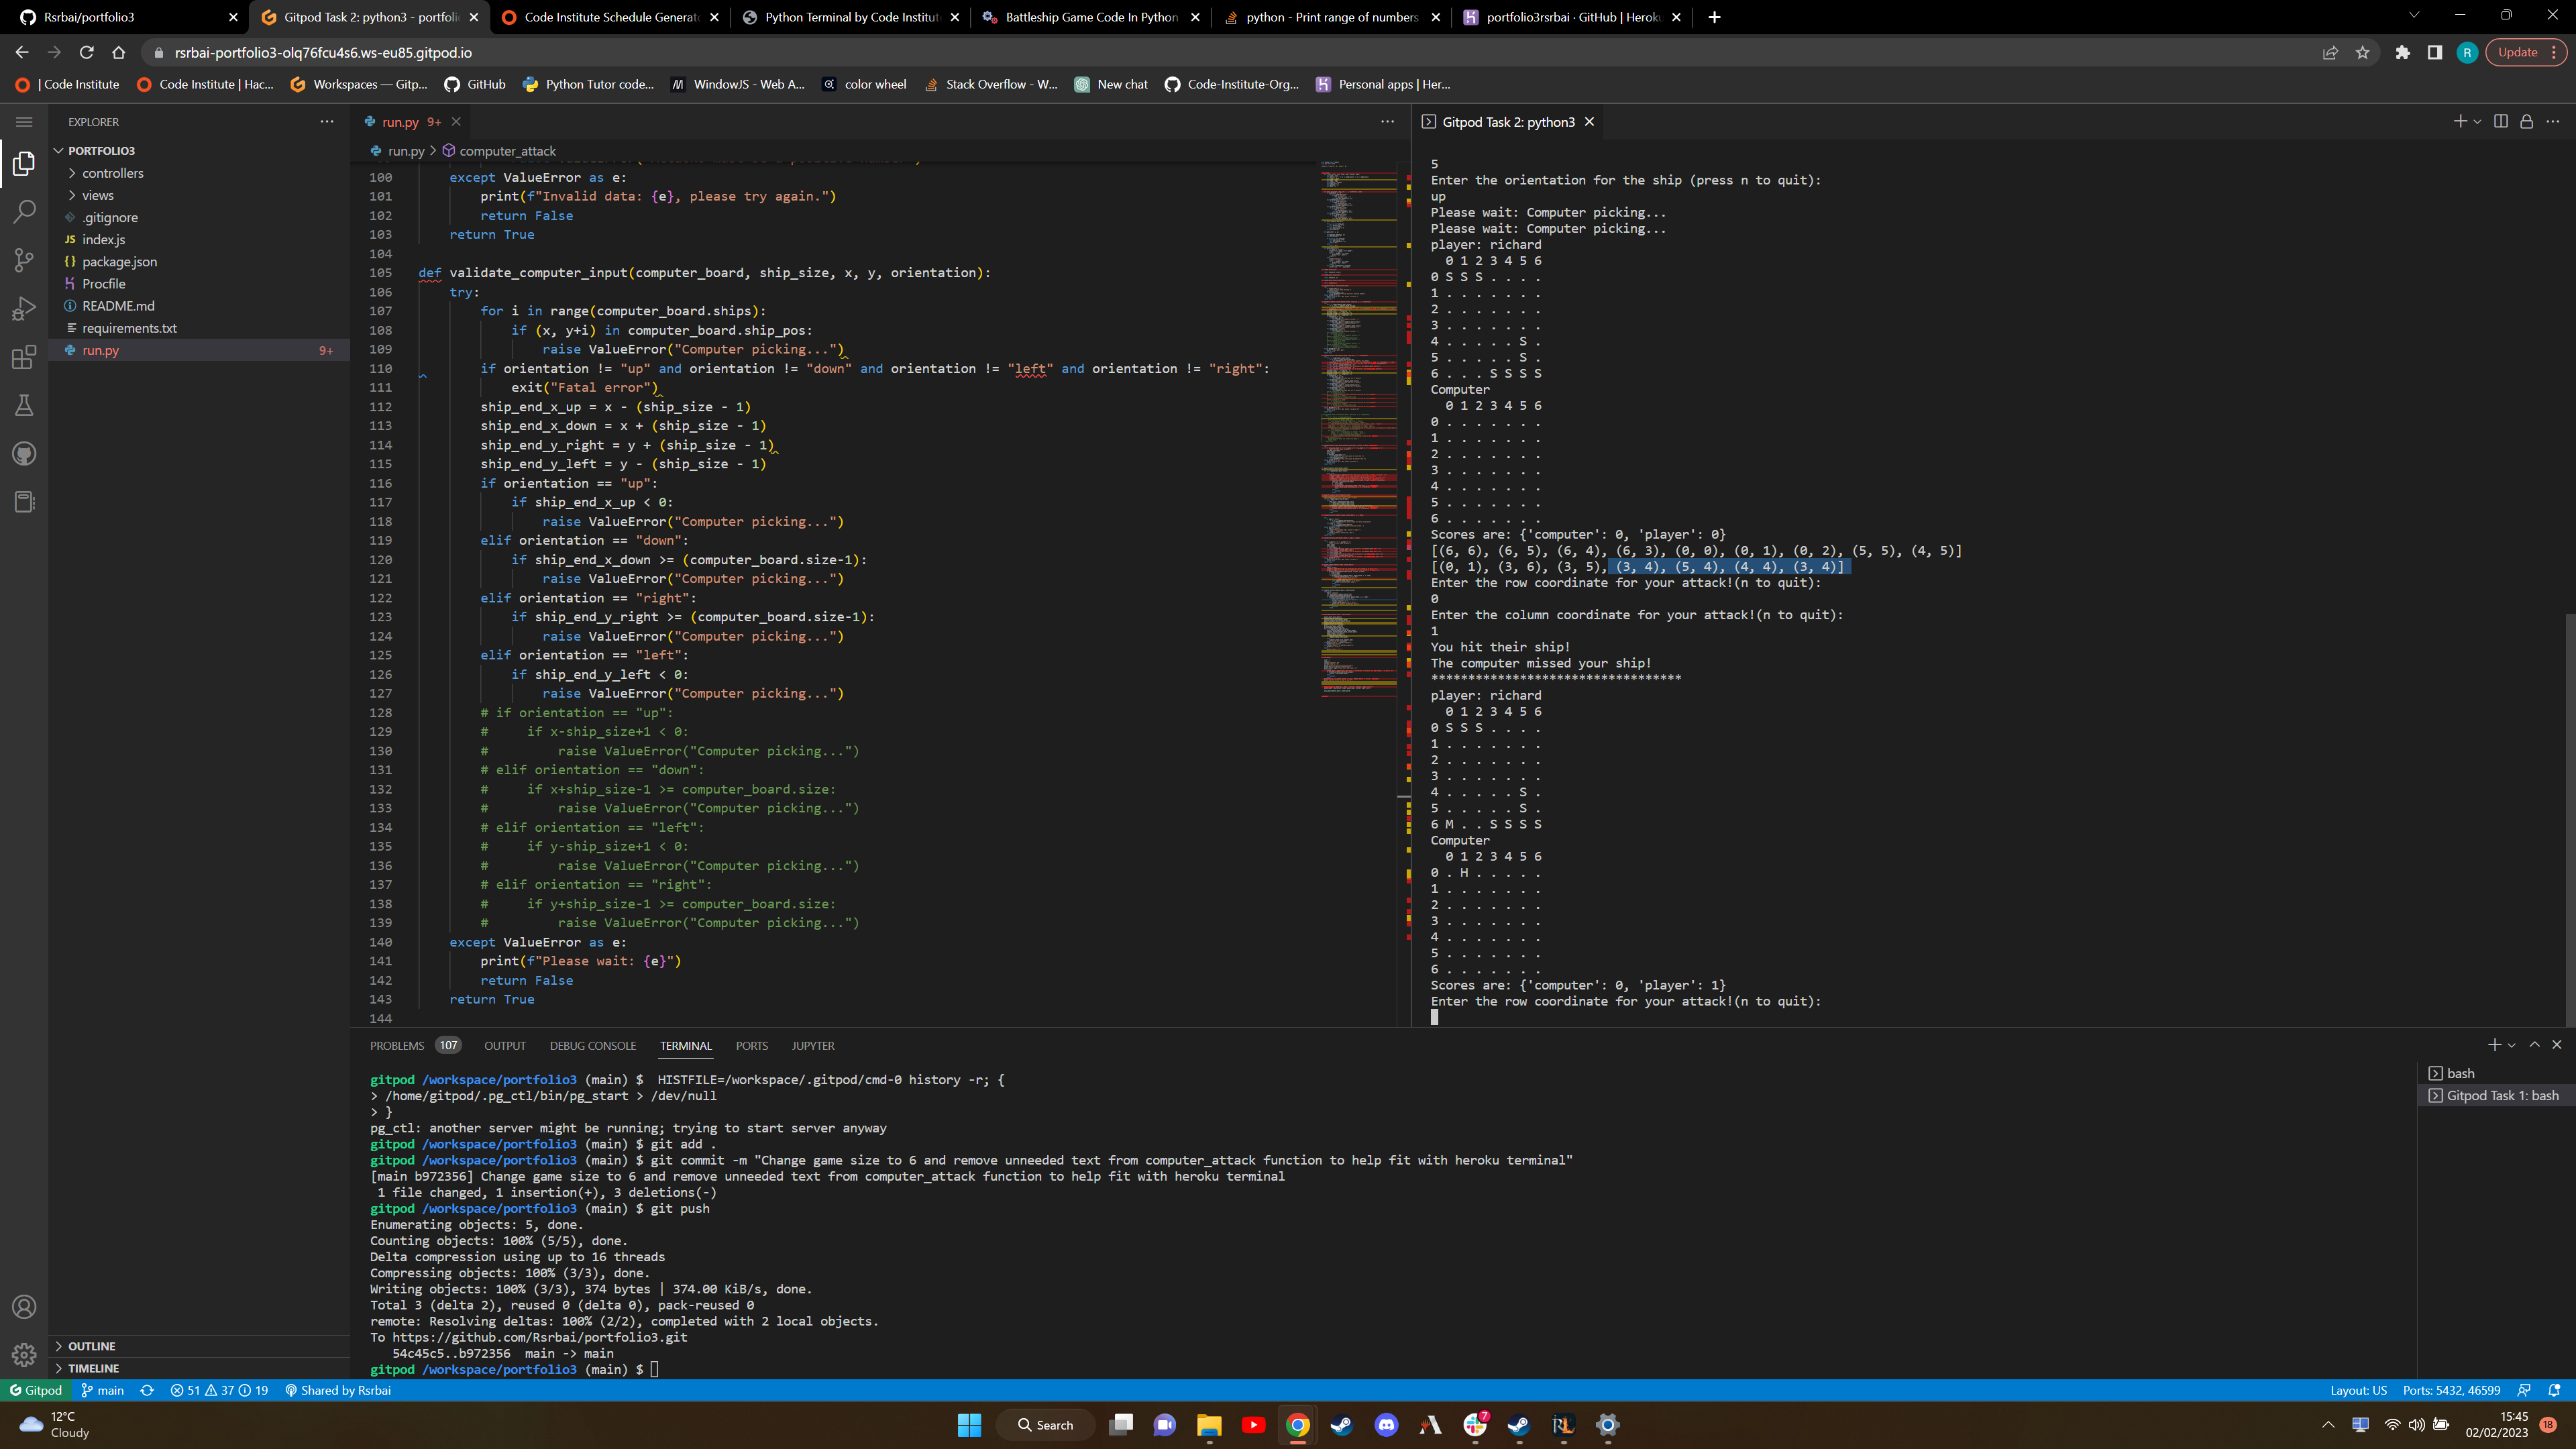 Rsrbai/portfolio3
Gitpod Task 2: python3 - portfolio
Code Institute Schedule Generat
Python Terminal by Code Institut
Battleship Game Code In Python
python - Print range of numbers
portfolio3rsrbai · GitHub | Heroku
rsrbai-portfolio3-olq76fcu4s6.ws-eu85.gitpod.io
R
Update
| Code Institute
Code Institute | Hac...
Workspaces — Gitp...
GitHub
Python Tutor code...
WindowJS - Web A...
color wheel
Stack Overflow - W...
New chat
Code-Institute-Org...
Personal apps | Her...
EXPLORER
PORTFOLIO3
controllers
views
.gitignore
JS index.js
{} package.json
Procfile
README.md
requirements.txt
run.py 9+
OUTLINE
TIMELINE
run.py 9+
run.py > computer_attack
100 except ValueError as e:
101 print(f"Invalid data: {e}, please try again.")
102 return False
103 return True
104
105 def validate_computer_input(computer_board, ship_size, x, y, orientation):
106 try:
107 for i in range(computer_board.ships):
108 if (x, y+i) in computer_board.ship_pos:
109 raise ValueError("Computer picking...")
110 if orientation != "up" and orientation != "down" and orientation != "left" and orientation != "right":
111 exit("Fatal error")
112 ship_end_x_up = x - (ship_size - 1)
113 ship_end_x_down = x + (ship_size - 1)
114 ship_end_y_right = y + (ship_size - 1)
115 ship_end_y_left = y - (ship_size - 1)
116 if orientation == "up":
117 if ship_end_x_up < 0:
118 raise ValueError("Computer picking...")
119 elif orientation == "down":
120 if ship_end_x_down >= (computer_board.size-1):
121 raise ValueError("Computer picking...")
122 elif orientation == "right":
123 if ship_end_y_right >= (computer_board.size-1):
124 raise ValueError("Computer picking...")
125 elif orientation == "left":
126 if ship_end_y_left < 0:
127 raise ValueError("Computer picking...")
128 # if orientation == "up":
129 # if x-ship_size+1 < 0:
130 # raise ValueError("Computer picking...")
131 # elif orientation == "down":
132 # if x+ship_size-1 >= computer_board.size:
133 # raise ValueError("Computer picking...")
134 # elif orientation == "left":
135 # if y-ship_size+1 < 0:
136 # raise ValueError("Computer picking...")
137 # elif orientation == "right":
138 # if y+ship_size-1 >= computer_board.size:
139 # raise ValueError("Computer picking...")
140 except ValueError as e:
141 print(f"Please wait: {e}")
142 return False
143 return True
144
Gitpod Task 2: python3
5
Enter the orientation for the ship (press n to quit):
up
Please wait: Computer picking...
Please wait: Computer picking...
player: richard
0 1 2 3 4 5 6
0 S S S . . . .
1 . . . . . . .
2 . . . . . . .
3 . . . . . . .
4 . . . . . S .
5 . . . . . S .
6 . . . S S S S
Computer
0 1 2 3 4 5 6
0 . . . . . . .
1 . . . . . . .
2 . . . . . . .
3 . . . . . . .
4 . . . . . . .
5 . . . . . . .
6 . . . . . . .
Scores are: {'computer': 0, 'player': 0}
[(6, 6), (6, 5), (6, 4), (6, 3), (0, 0), (0, 1), (0, 2), (5, 5), (4, 5)]
[(0, 1), (3, 6), (3, 5), (3, 4), (5, 4), (4, 4), (3, 4)]
Enter the row coordinate for your attack!(n to quit):
0
Enter the column coordinate for your attack!(n to quit):
1
You hit their ship!
The computer missed your ship!
**********************************
player: richard
0 1 2 3 4 5 6
0 S S S . . . .
1 . . . . . . .
2 . . . . . . .
3 . . . . . . .
4 . . . . . S .
5 . . . . . S .
6 M . . S S S S
Computer
0 1 2 3 4 5 6
0 . H . . . . .
1 . . . . . . .
2 . . . . . . .
3 . . . . . . .
4 . . . . . . .
5 . . . . . . .
6 . . . . . . .
Scores are: {'computer': 0, 'player': 1}
Enter the row coordinate for your attack!(n to quit):
PROBLEMS 107 OUTPUT DEBUG CONSOLE TERMINAL PORTS JUPYTER
gitpod /workspace/portfolio3 (main) $ HISTFILE=/workspace/.gitpod/cmd-0 history -r; {
> /home/gitpod/.pg_ctl/bin/pg_start > /dev/null
> }
pg_ctl: another server might be running; trying to start server anyway
gitpod /workspace/portfolio3 (main) $ git add .
gitpod /workspace/portfolio3 (main) $ git commit -m "Change game size to 6 and remove unneeded text from computer_attack function to help fit with heroku terminal"
[main b972356] Change game size to 6 and remove unneeded text from computer_attack function to help fit with heroku terminal
1 file changed, 1 insertion(+), 3 deletions(-)
gitpod /workspace/portfolio3 (main) $ git push
Enumerating objects: 5, done.
Counting objects: 100% (5/5), done.
Delta compression using up to 16 threads
Compressing objects: 100% (3/3), done.
Writing objects: 100% (3/3), 374 bytes | 374.00 KiB/s, done.
Total 3 (delta 2), reused 0 (delta 0), pack-reused 0
remote: Resolving deltas: 100% (2/2), completed with 2 local objects.
To https://github.com/Rsrbai/portfolio3.git
54c45c5..b972356 main -> main
gitpod /workspace/portfolio3 (main) $
bash
Gitpod Task 1: bash
Gitpod main 51 37 19 Shared by Rsrbai
Layout: US Ports: 5432, 46599
12°C
Cloudy
Search
7
15:45
02/02/2023
18